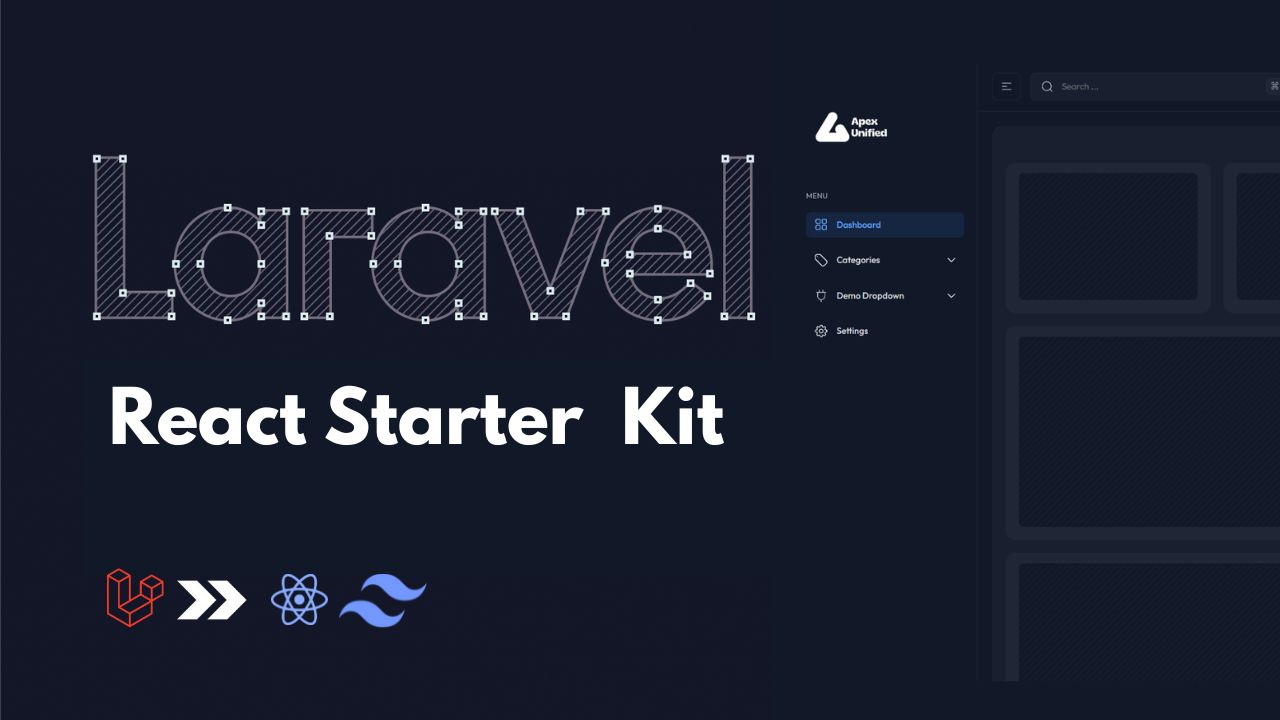 Laravel
React Starter Kit
Apex
Unified
MENU
Dashboard
Categories
Demo Dropdown
Settings
Search ...
⌘